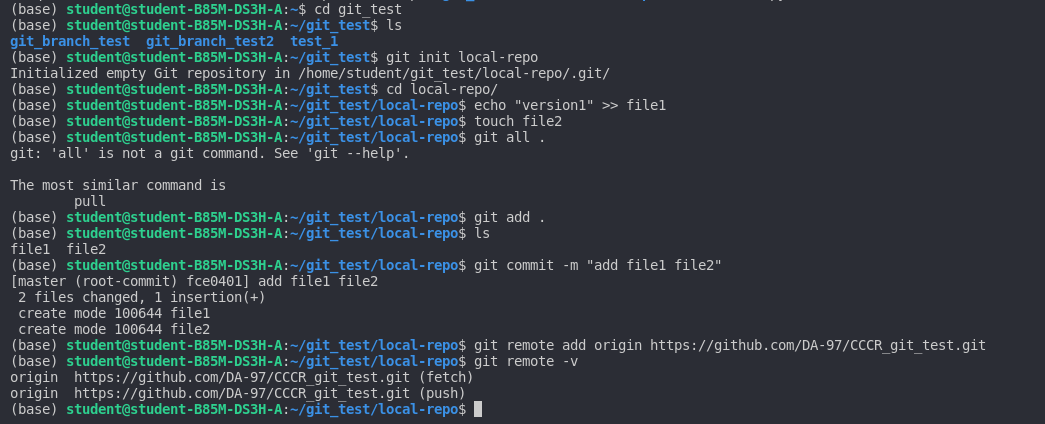 (base) student@student-B85M-DS3H-A:~$ cd git_test
(base) student@student-B85M-DS3H-A:~/git_test$ ls
git_branch_test  git_branch_test2  test_1
(base) student@student-B85M-DS3H-A:~/git_test$ git init local-repo
Initialized empty Git repository in /home/student/git_test/local-repo/.git/
(base) student@student-B85M-DS3H-A:~/git_test$ cd local-repo/
(base) student@student-B85M-DS3H-A:~/git_test/local-repo$ echo "version1" >> file1
(base) student@student-B85M-DS3H-A:~/git_test/local-repo$ touch file2
(base) student@student-B85M-DS3H-A:~/git_test/local-repo$ git all .
git: 'all' is not a git command. See 'git --help'.

The most similar command is
        pull
(base) student@student-B85M-DS3H-A:~/git_test/local-repo$ git add .
(base) student@student-B85M-DS3H-A:~/git_test/local-repo$ ls
file1  file2
(base) student@student-B85M-DS3H-A:~/git_test/local-repo$ git commit -m "add file1 file2"
[master (root-commit) fce0401] add file1 file2
 2 files changed, 1 insertion(+)
 create mode 100644 file1
 create mode 100644 file2
(base) student@student-B85M-DS3H-A:~/git_test/local-repo$ git remote add origin https://github.com/DA-97/CCCR_git_test.git
(base) student@student-B85M-DS3H-A:~/git_test/local-repo$ git remote -v
origin  https://github.com/DA-97/CCCR_git_test.git (fetch)
origin  https://github.com/DA-97/CCCR_git_test.git (push)
(base) student@student-B85M-DS3H-A:~/git_test/local-repo$